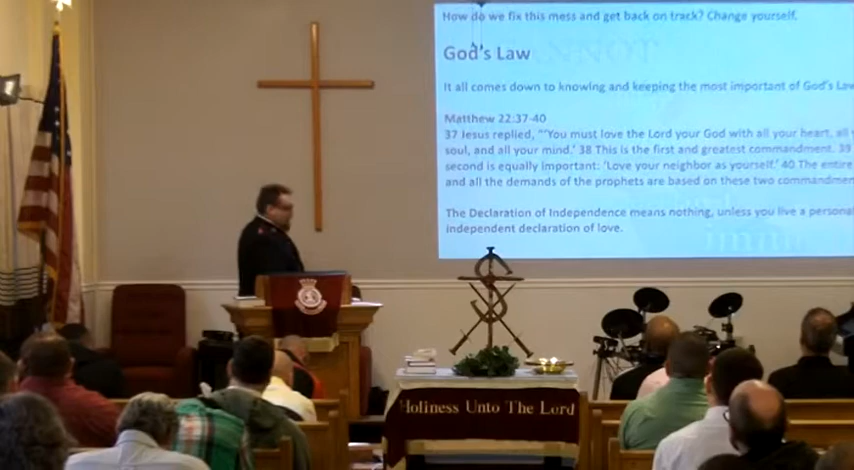 How do we fix this mess and get back on track? Change yourself.
God's Law
It all comes down to knowing and keeping the most important of God's Law
Matthew 22:37-40
37 Jesus replied, "'You must love the Lord your God with all your heart, all
soul, and all your mind.' 38 This is the first and greatest commandment. 39
second is equally important: 'Love your neighbor as yourself.' 40 The entire
and all the demands of the prophets are based on these two commandmen
The Declaration of Independence means nothing, unless you live a personal
independent declaration of love.
Holiness Unto The Lord